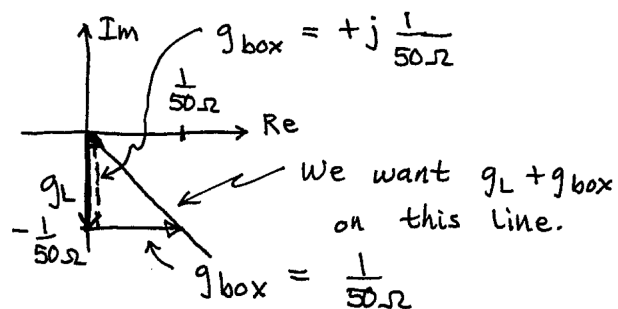 Im
g_box = +j 1/50Ω
1/50Ω
Re
g_L
We want g_L + g_box
on this line.
-1/50Ω
g_box = 1/50Ω